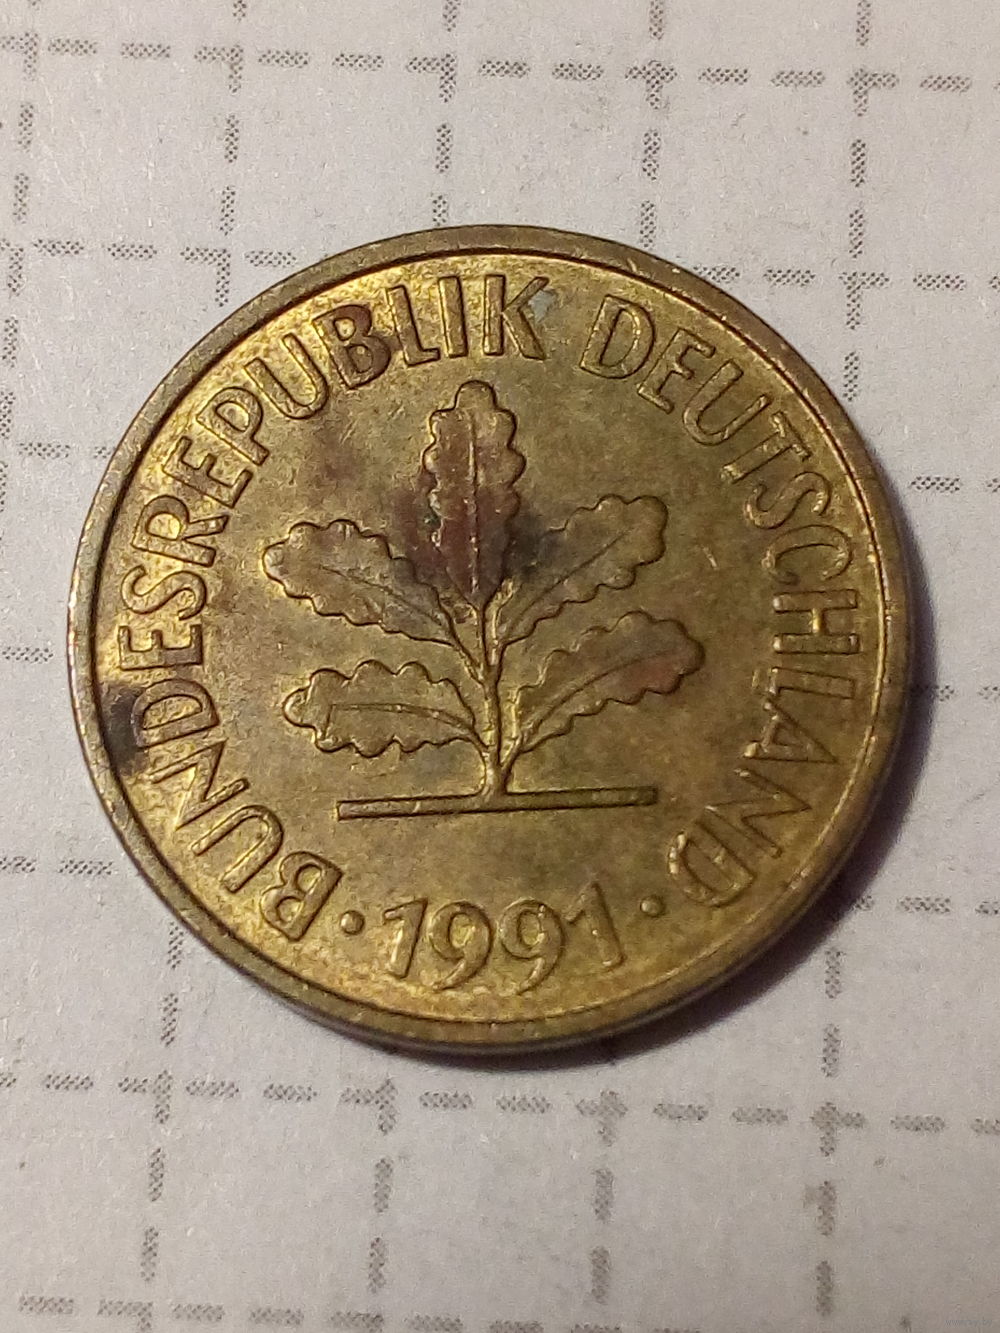 BUNDESREPUBLIK DEUTSCHLAND
· 1991 ·